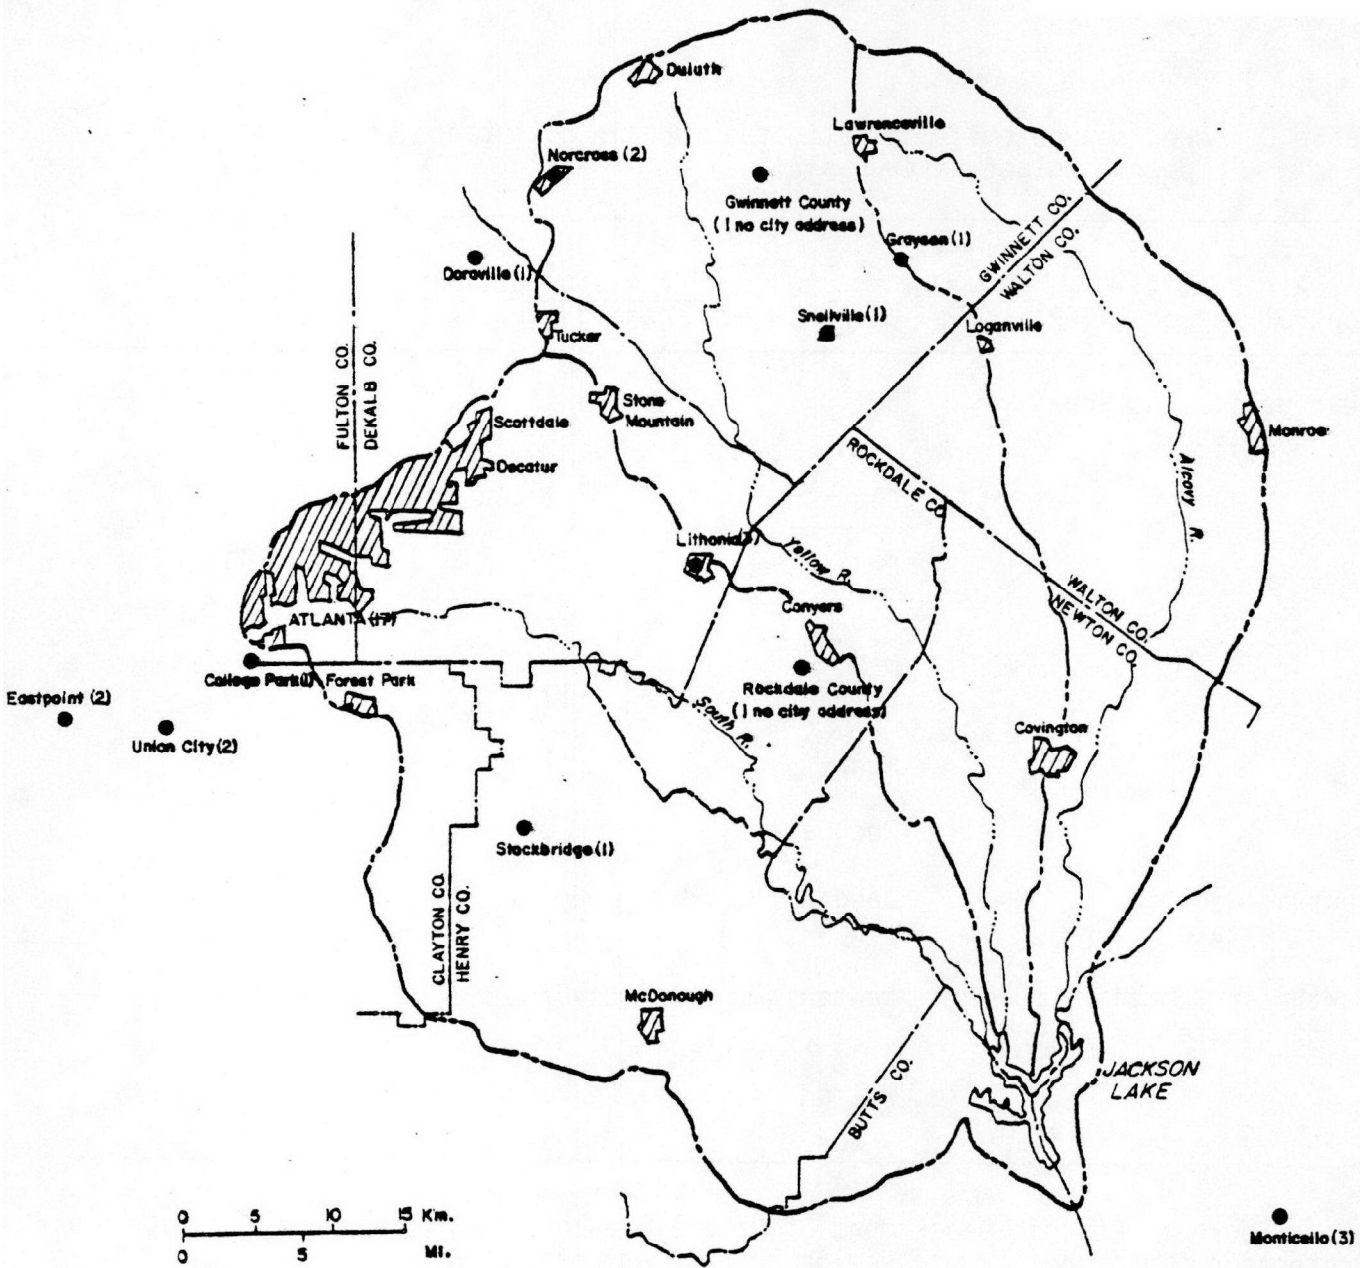 Duluth
Lawrenceville
Norcross (2)
Gwinnett County
(1 no city address)
Grayson (1)
GWINNETT CO.
WALTON CO.
Doraville (1)
Snellville (1)
Loganville
Tucker
FULTON CO.
DEKALB CO.
Stone
Mountain
Scottdale
Monroe
ROCKDALE CO.
Decatur
Alcovy R.
Lithonia
Yellow R.
WALTON CO.
NEWTON CO.
Conyers
ATLANTA (17)
College Park(1)
Forest Park
Eastpoint (2)
Rockdale County
(1 no city address)
South R.
Union City (2)
Covington
Stockbridge (1)
CLAYTON CO.
HENRY CO.
McDonough
JACKSON
LAKE
BUTTS CO.
0 5 10 15 Km.
0 5 Mi.
Monticello (3)